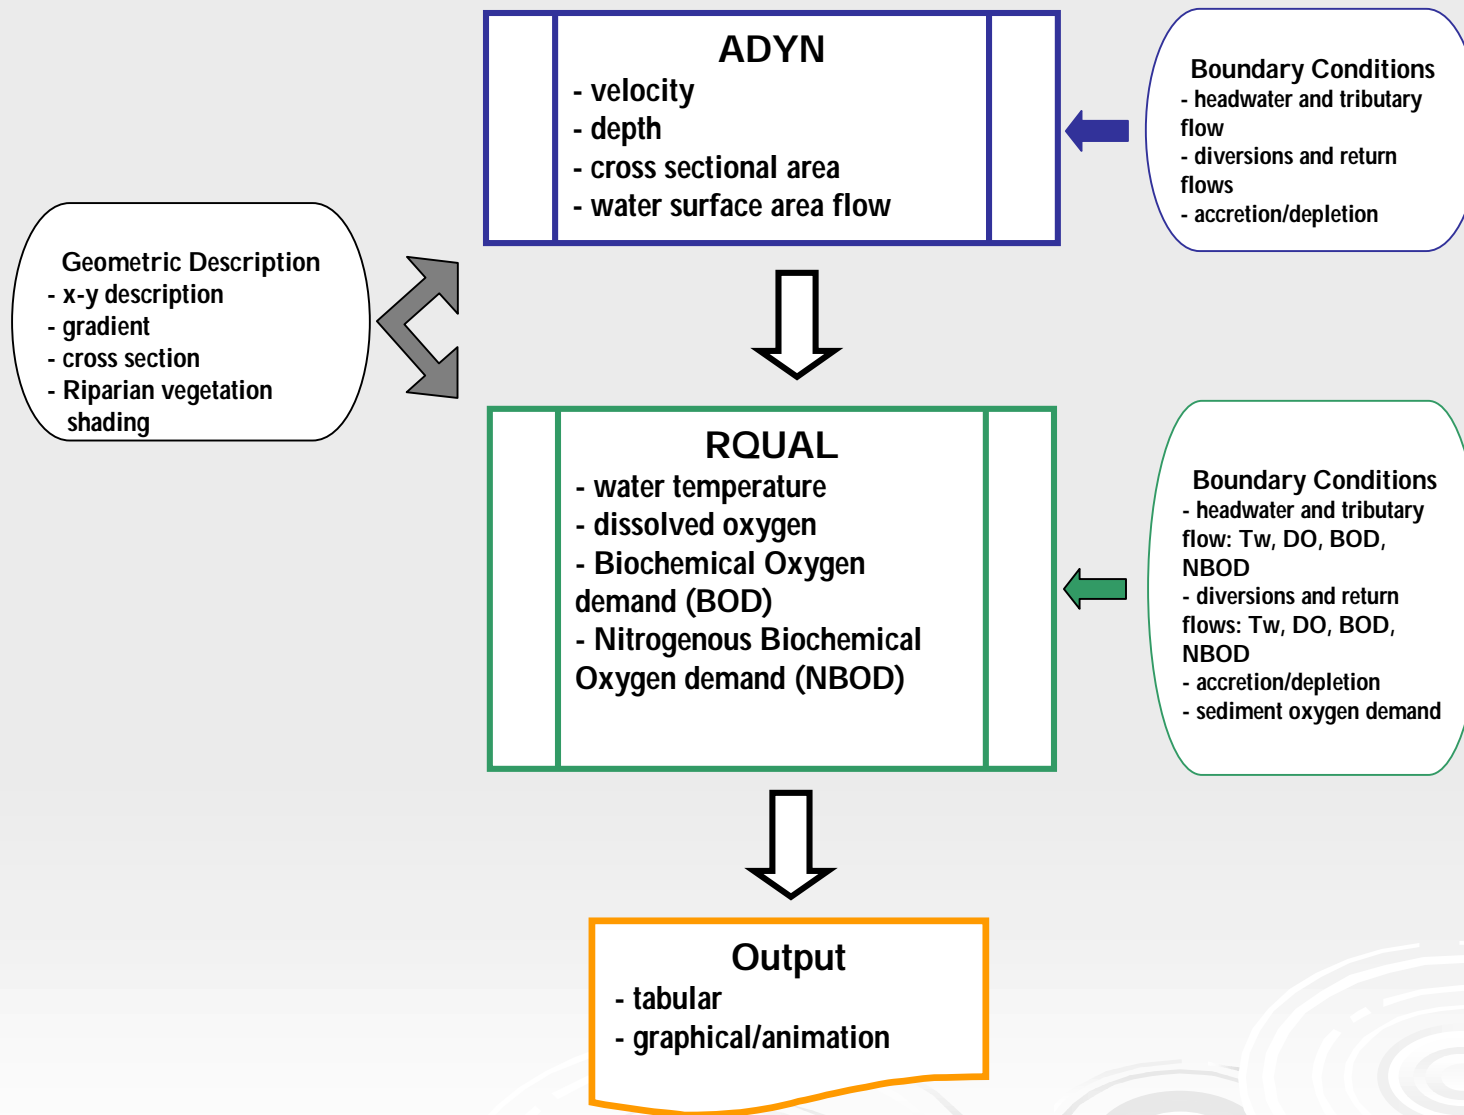 ADYN
- velocity
- depth
- cross sectional area
- water surface area flow
Boundary Conditions
- headwater and tributary
flow
- diversions and return
flows
- accretion/depletion
Geometric Description
- x-y description
- gradient
- cross section
- Riparian vegetation
shading
RQUAL
- water temperature
- dissolved oxygen
- Biochemical Oxygen
demand (BOD)
- Nitrogenous Biochemical
Oxygen demand (NBOD)
Boundary Conditions
- headwater and tributary
flow: Tw, DO, BOD,
NBOD
- diversions and return
flows: Tw, DO, BOD,
NBOD
- accretion/depletion
- sediment oxygen demand
Output
- tabular
- graphical/animation